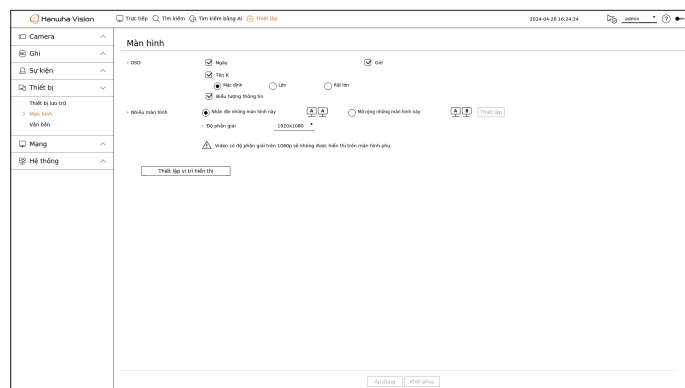 Hanwha Vision
Trực tiếp Tìm kiếm Tìm kiếm bằng AI Thiết lập 2024-04-26 16:24:24 admin
Camera
Ghi
Sự kiện
Thiết bị
Thiết bị lưu trữ
Màn hình
Văn bản
Mạng
Hệ thống
Màn hình
OSD Ngày Giờ
Tên K
Mặc định Lớn Rất lớn
Biểu tượng thông tin
Nhiều màn hình Nhân đôi những màn hình này A A Mở rộng những màn hình này A B Thiết lập
Độ phân giải 1920x1080
Video có độ phân giải trên 1080p sẽ không được hiển thị trên màn hình phụ.
Thiết lập vị trí hiển thị
Áp dụng Khôi phục